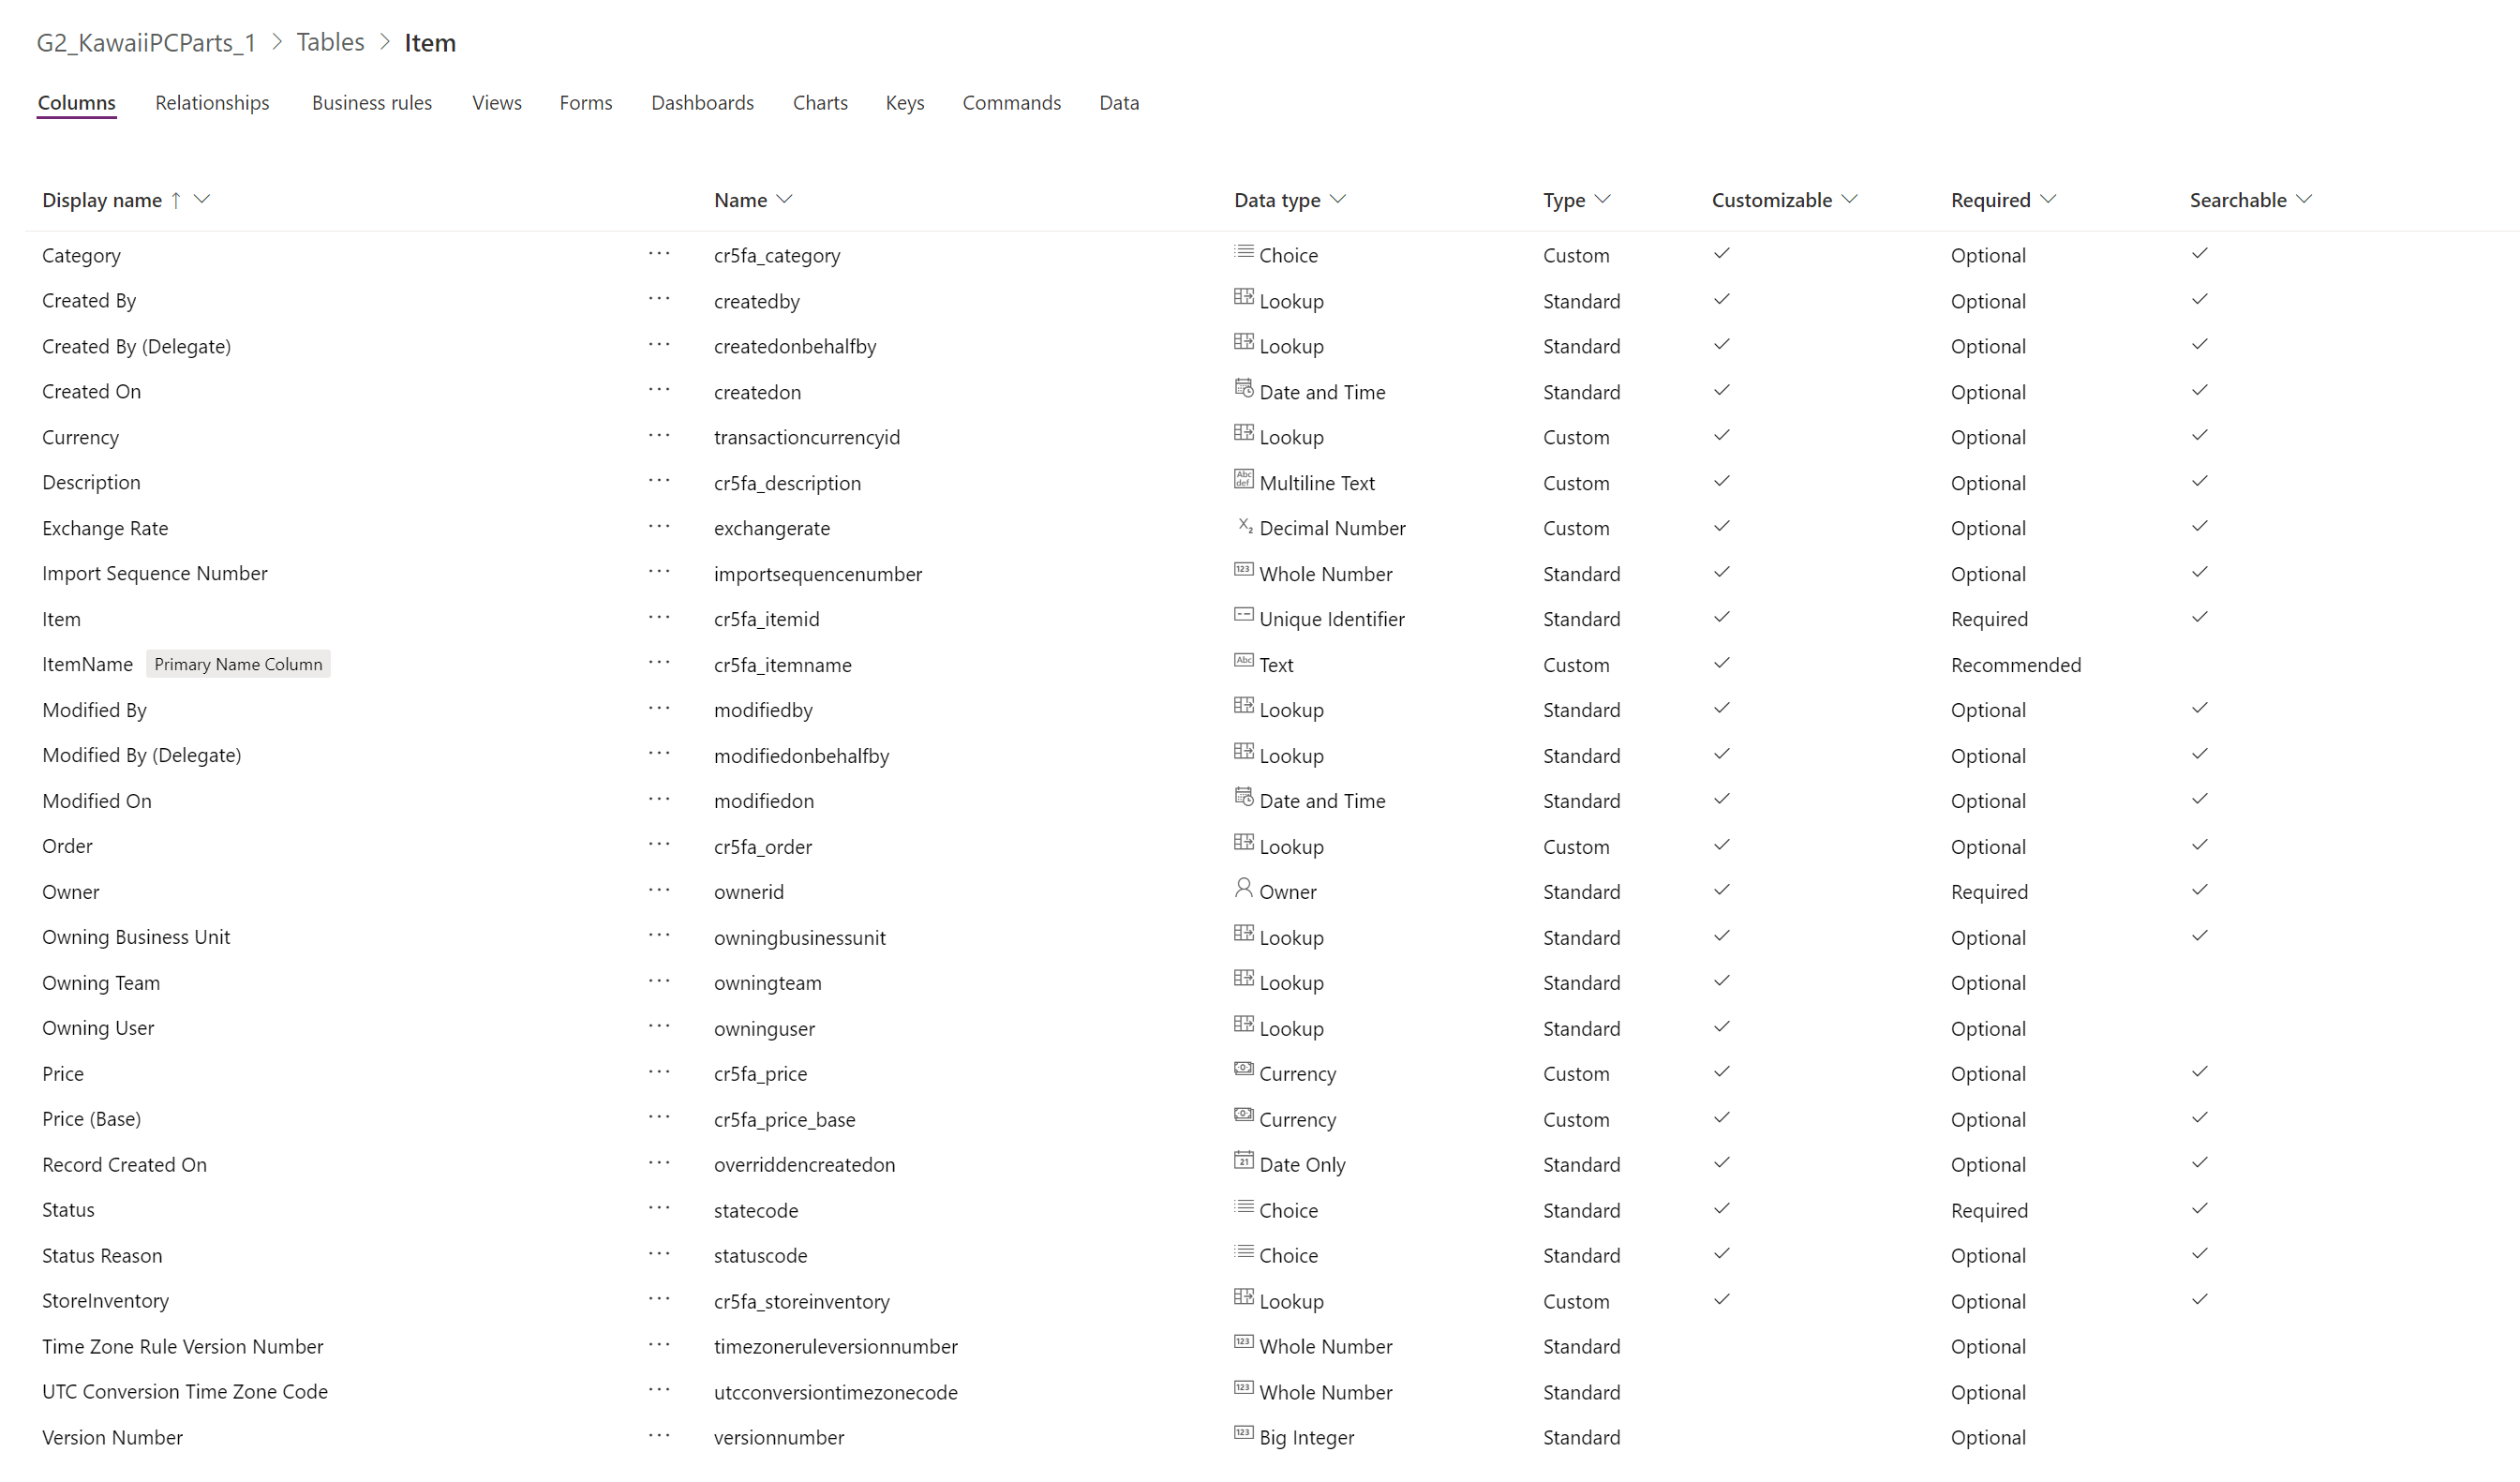 G2_KawaiiPCParts_1 > Tables > Item
Columns Relationships Business rules Views Forms Dashboards Charts Keys Commands Data
Display name ↑ Name Data type Type Customizable Required Searchable
Category ··· cr5fa_category Choice Custom ✓ Optional ✓
Created By ··· createdby Lookup Standard ✓ Optional ✓
Created By (Delegate) ··· createdonbehalfby Lookup Standard ✓ Optional ✓
Created On ··· createdon Date and Time Standard ✓ Optional ✓
Currency ··· transactioncurrencyid Lookup Custom ✓ Optional ✓
Description ··· cr5fa_description Abc def Multiline Text Custom ✓ Optional ✓
Exchange Rate ··· exchangerate X₂ Decimal Number Custom ✓ Optional ✓
Import Sequence Number ··· importsequencenumber 123 Whole Number Standard ✓ Optional ✓
Item ··· cr5fa_itemid Unique Identifier Standard ✓ Required ✓
ItemName Primary Name Column ··· cr5fa_itemname Abc Text Custom ✓ Recommended
Modified By ··· modifiedby Lookup Standard ✓ Optional ✓
Modified By (Delegate) ··· modifiedonbehalfby Lookup Standard ✓ Optional ✓
Modified On ··· modifiedon Date and Time Standard ✓ Optional ✓
Order ··· cr5fa_order Lookup Custom ✓ Optional ✓
Owner ··· ownerid Owner Standard ✓ Required ✓
Owning Business Unit ··· owningbusinessunit Lookup Standard ✓ Optional ✓
Owning Team ··· owningteam Lookup Standard ✓ Optional
Owning User ··· owninguser Lookup Standard ✓ Optional
Price ··· cr5fa_price Currency Custom ✓ Optional ✓
Price (Base) ··· cr5fa_price_base Currency Custom ✓ Optional ✓
Record Created On ··· overriddencreatedon 21 Date Only Standard ✓ Optional ✓
Status ··· statecode Choice Standard ✓ Required ✓
Status Reason ··· statuscode Choice Standard ✓ Optional ✓
StoreInventory ··· cr5fa_storeinventory Lookup Custom ✓ Optional ✓
Time Zone Rule Version Number ··· timezoneruleversionnumber 123 Whole Number Standard Optional
UTC Conversion Time Zone Code ··· utcconversiontimezonecode 123 Whole Number Standard Optional
Version Number ··· versionnumber 123 Big Integer Standard Optional